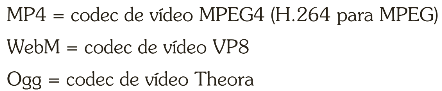 MP4 = codec de vídeo MPEG4 (H.264 para MPEG)
WebM = codec de vídeo VP8
Ogg = codec de vídeo Theora